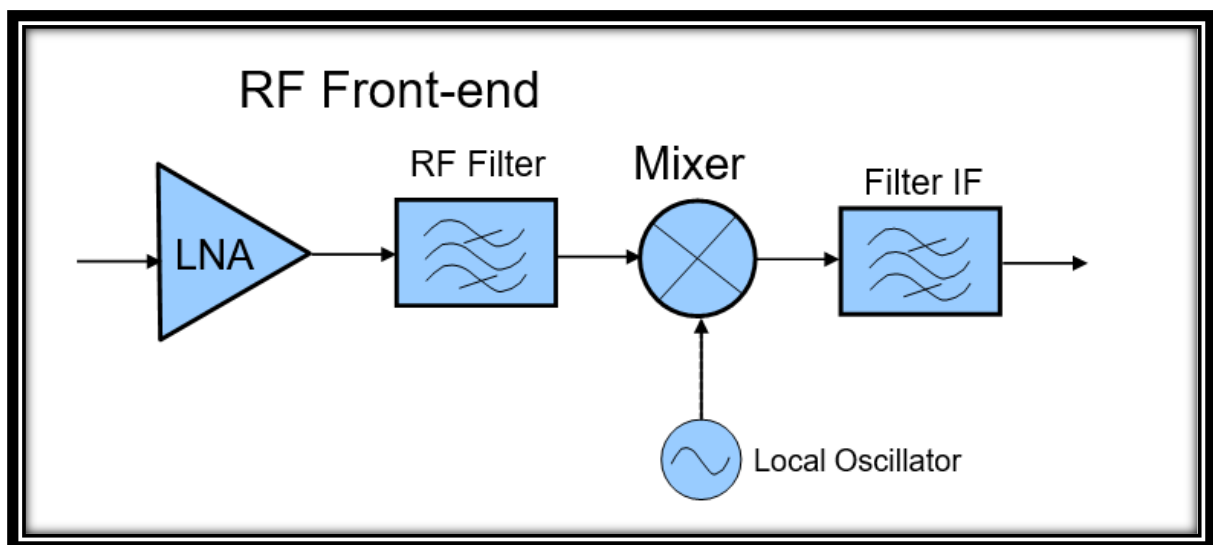 RF Front-end
RF Filter
Mixer
Filter IF
LNA
Local Oscillator